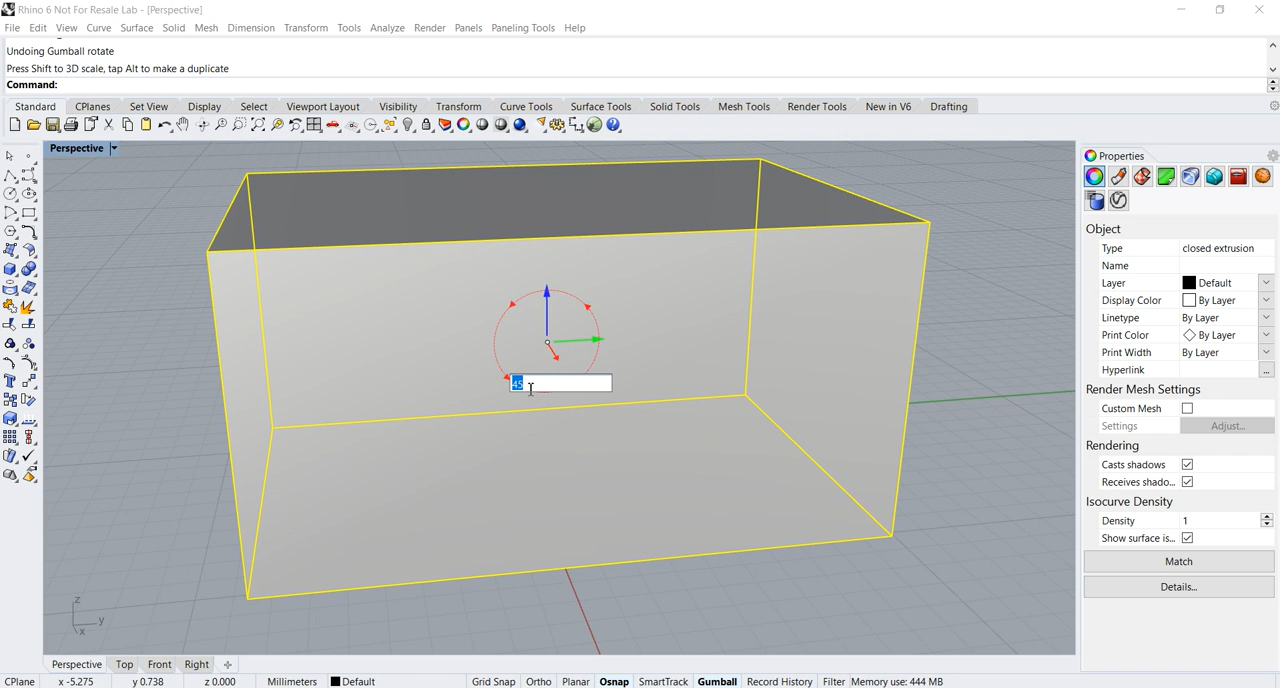 Rhino 6 Not For Resale Lab - [Perspective]
File Edit View Curve Surface Solid Mesh Dimension Transform Tools Analyze Render Panels Paneling Tools Help
Undoing Gumball rotate
Press Shift to 3D scale, tap Alt to make a duplicate
Command:
Standard CPlanes Set View Display Select Viewport Layout Visibility Transform Curve Tools Surface Tools Solid Tools Mesh Tools Render Tools New in V6 Drafting
Perspective
Properties
Object
Type closed extrusion
Name
Layer Default
Display Color By Layer
Linetype By Layer
Print Color By Layer
Print Width By Layer
Hyperlink ...
Render Mesh Settings
Custom Mesh
Settings Adjust...
Rendering
Casts shadows
Receives shado...
Isocurve Density
Density 1
Show surface is...
Match
Details...
45
z
y
x
Perspective Top Front Right
CPlane x -5.275 y 0.738 z 0.000 Millimeters Default Grid Snap Ortho Planar Osnap SmartTrack Gumball Record History Filter Memory use: 444 MB